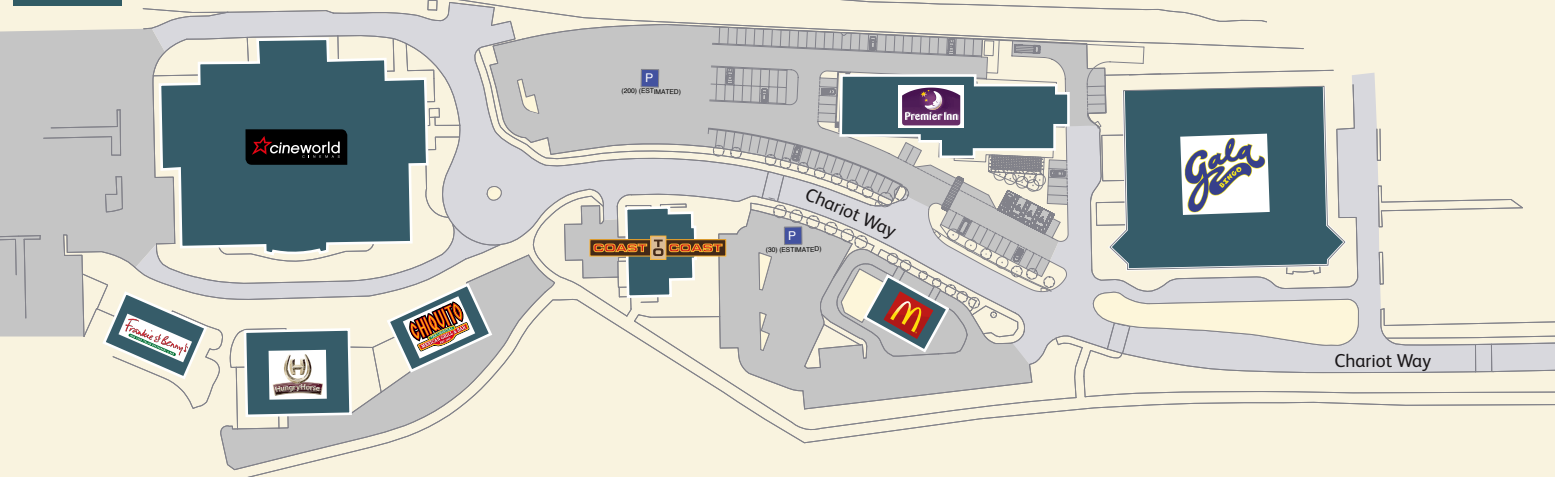 P
(200) (ESTIMATED)
Premier Inn
cineworld
CINEMAS
Gala
BINGO
Chariot Way
COAST TO COAST
P
(30) (ESTIMATED)
Frankie & Benny's
CHIQUITO
M
H
HungryHorse
Chariot Way